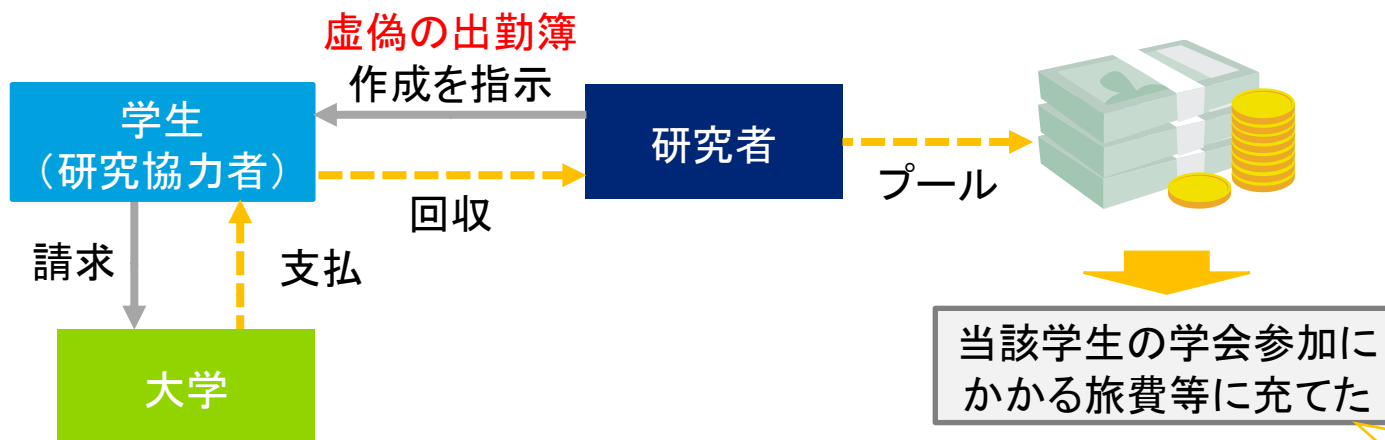 虚偽の出勤簿
作成を指示
学生
（研究協力者）
研究者
プール
回収
請求
支払
大学
当該学生の学会参加に
かかる旅費等に充てた